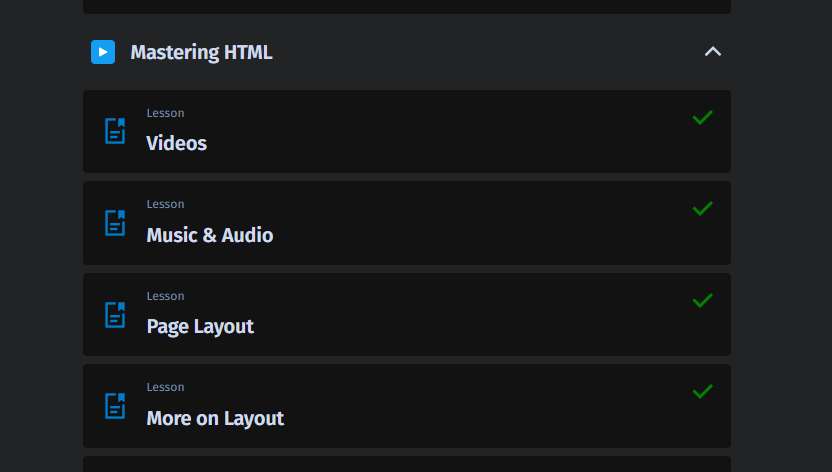 Mastering HTML
Lesson
Videos
Lesson
Music & Audio
Lesson
Page Layout
Lesson
More on Layout